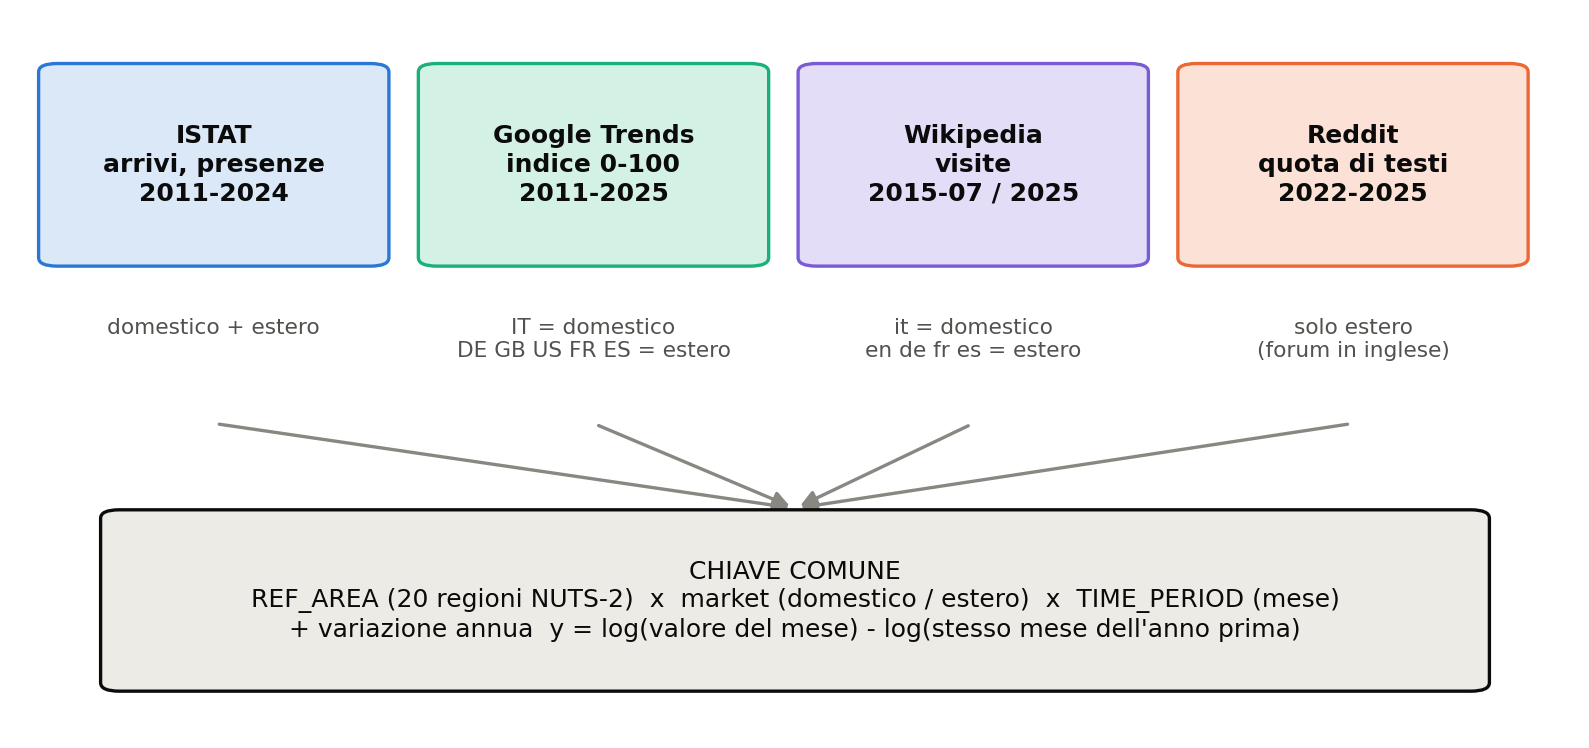 ISTAT
arrivi, presenze
2011-2024
Google Trends
indice 0-100
2011-2025
Wikipedia
visite
2015-07 / 2025
Reddit
quota di testi
2022-2025
domestico + estero
IT = domestico
DE GB US FR ES = estero
it = domestico
en de fr es = estero
solo estero
(forum in inglese)
CHIAVE COMUNE
REF_AREA (20 regioni NUTS-2) x market (domestico / estero) x TIME_PERIOD (mese)
+ variazione annua y = log(valore del mese) - log(stesso mese dell'anno prima)